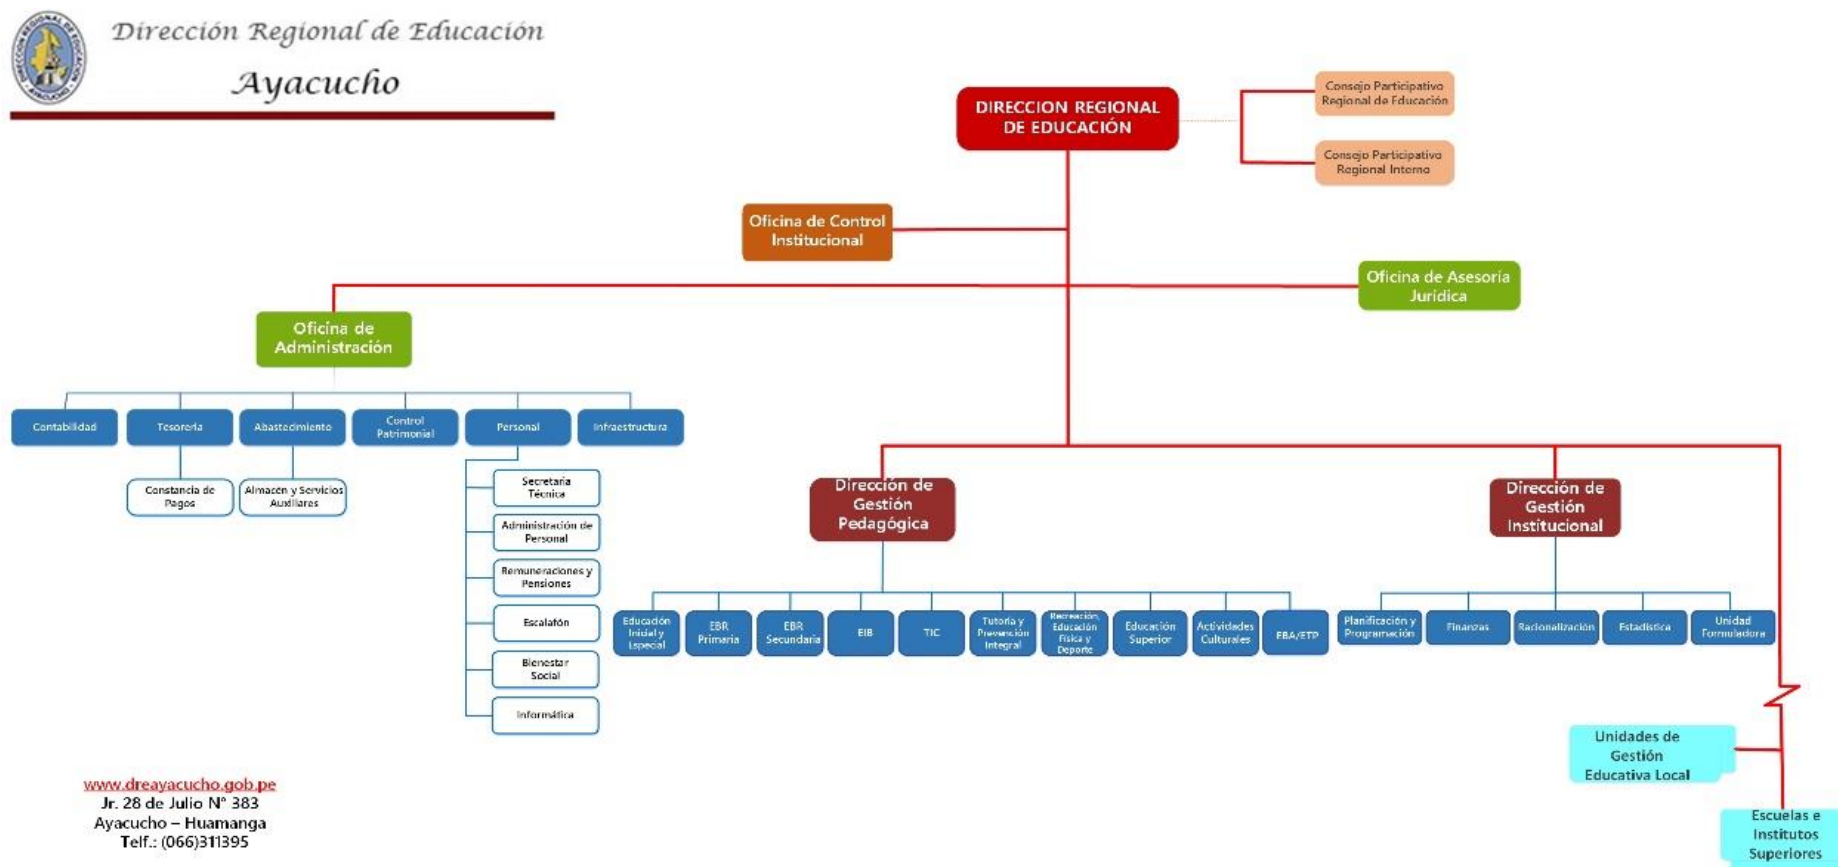 Dirección Regional de Educación
Ayacucho
DIRECCION REGIONAL
DE EDUCACIÓN
Consejo Participativo
Regional de Educación
Consejo Participativo
Regional Interno
Oficina de Control
Institucional
Oficina de Asesoría
Jurídica
Oficina de
Administración
Contabilidad
Tesorería
Abastecimiento
Control
Patrimonial
Personal
Infraestructura
Constancia de
Pagos
Almacén y Servicios
Auxiliares
Secretaria
Técnica
Administración de
Personal
Remuneraciones y
Pensiones
Escalafón
Bienestar
Social
Informática
Dirección de
Gestión
Pedagógica
Dirección de
Gestión
Institucional
Educación
Inicial y
Especial
EBR
Primaria
EBR
Secundaria
EIB
TIC
Tutoría y
Prevención
Integral
Recreación,
Educación
Física y
Deporte
Educación
Superior
Actividades
Culturales
EBA/ETP
Planificación y
Programación
Finanzas
Racionalización
Estadística
Unidad
Formuladora
Unidades de
Gestión
Educativa Local
Escuelas e
Institutos
Superiores
www.dreayacucho.gob.pe
Jr. 28 de Julio N° 383
Ayacucho – Huamanga
Telf.: (066)311395